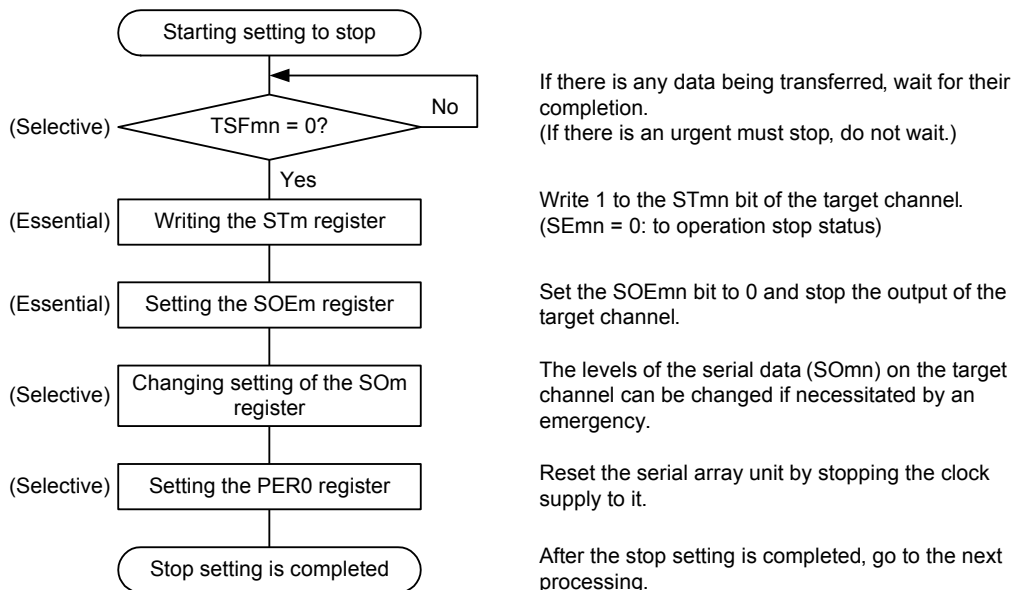 Starting setting to stop
(Selective)
TSFmn = 0?
No
If there is any data being transferred, wait for their
completion.
(If there is an urgent must stop, do not wait.)
Yes
(Essential)
Writing the STm register
Write 1 to the STmn bit of the target channel.
(SEmn = 0: to operation stop status)
(Essential)
Setting the SOEm register
Set the SOEmn bit to 0 and stop the output of the
target channel.
(Selective)
Changing setting of the SOm
register
The levels of the serial data (SOmn) on the target
channel can be changed if necessitated by an
emergency.
(Selective)
Setting the PER0 register
Reset the serial array unit by stopping the clock
supply to it.
Stop setting is completed
After the stop setting is completed, go to the next
processing.